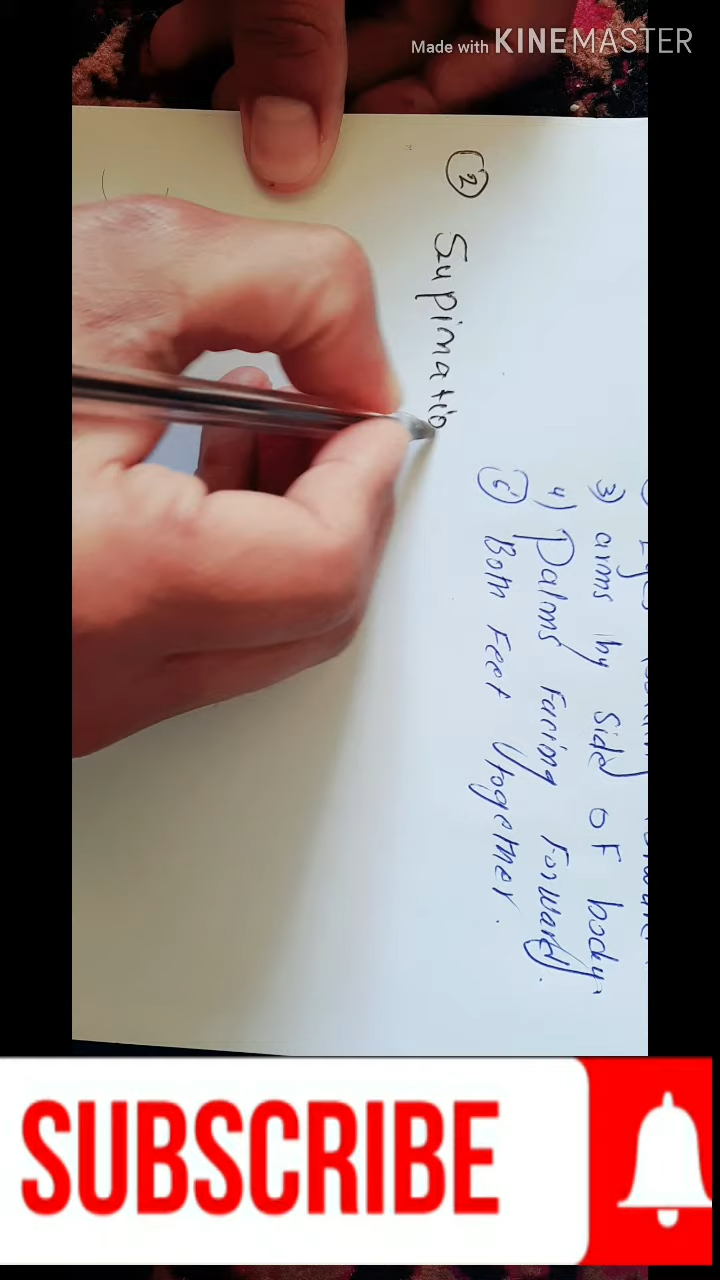 Made with KINEMASTER
3) arms by side of body.
4) Palms Facing Forward.
Both Feet together.
② Supinatio
SUBSCRIBE